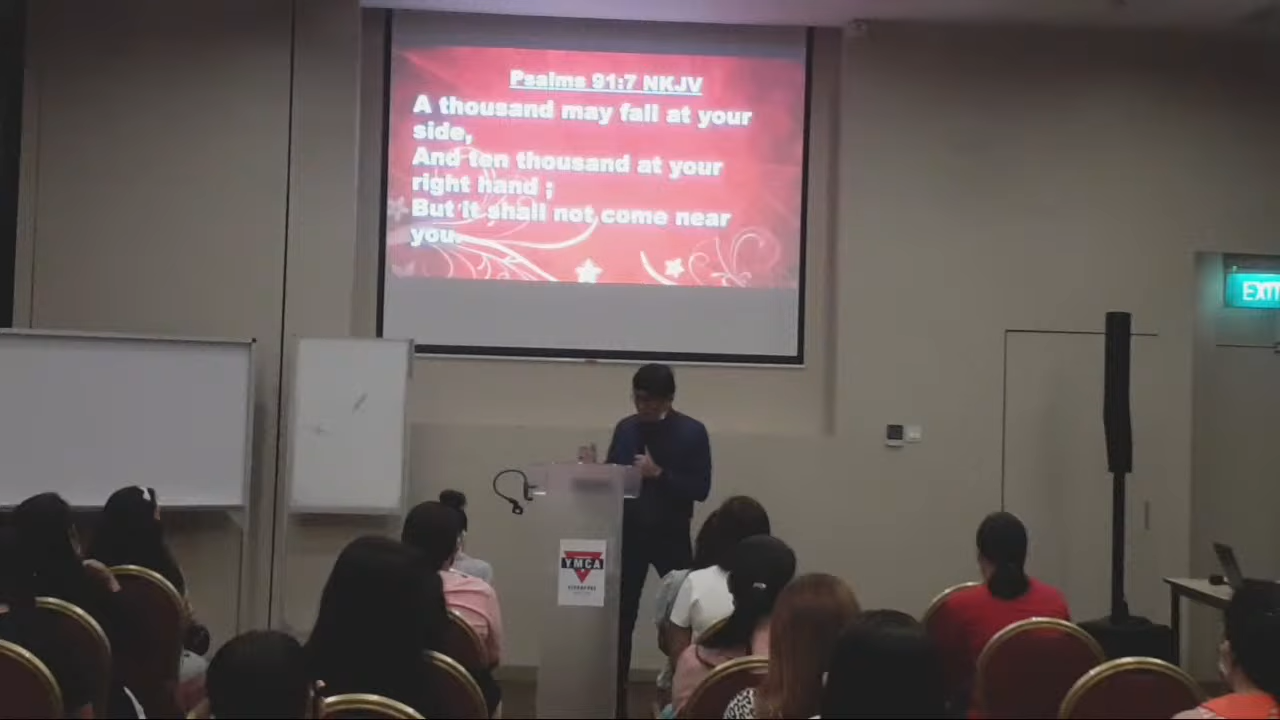 Psalms 91:7 NKJV
A thousand may fall at your
side,
And ten thousand at your
right hand ;
But it shall not come near
you.
EXIT
YMCA